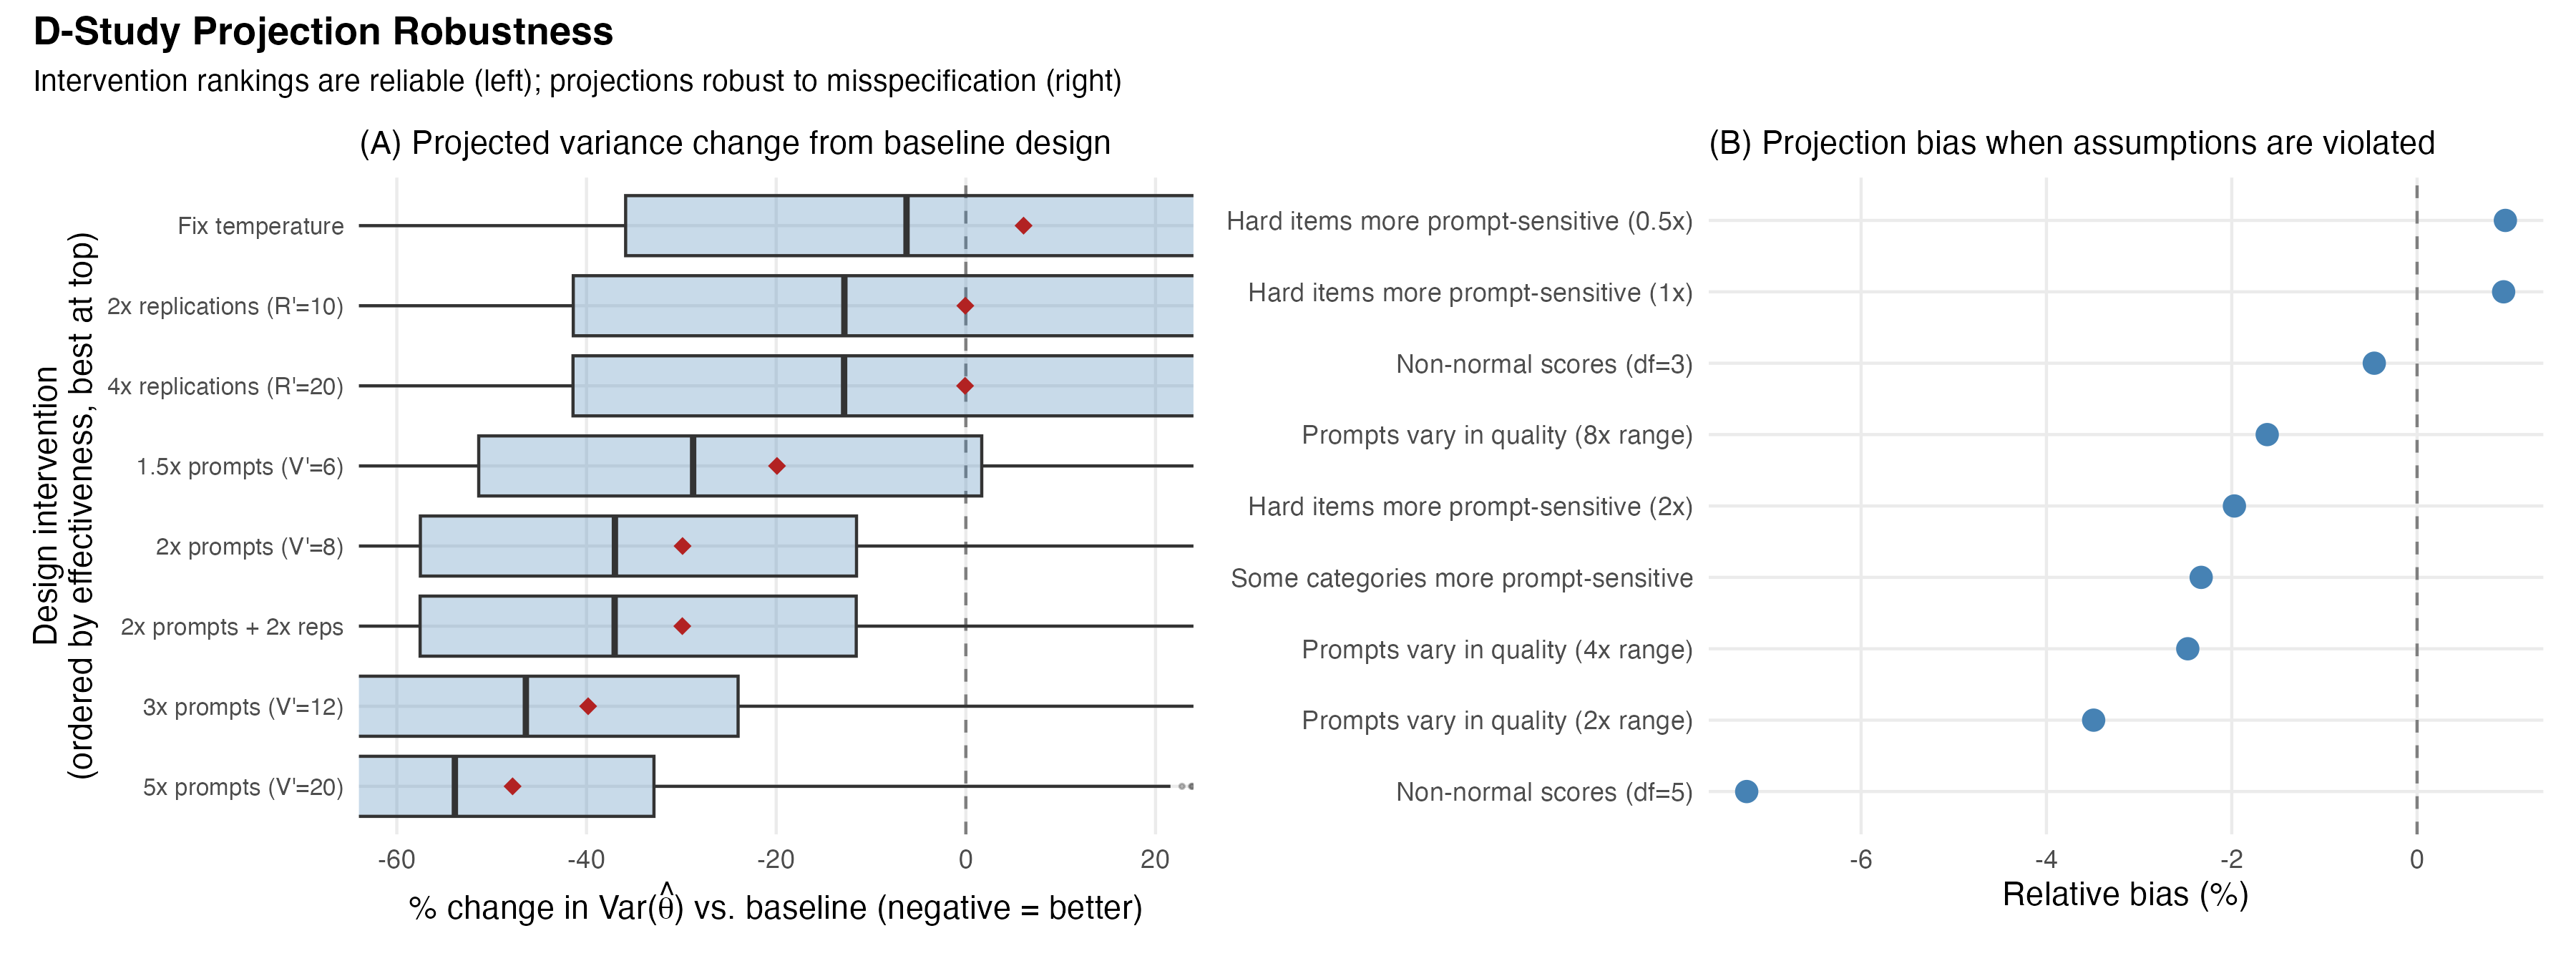 D-Study Projection Robustness
Intervention rankings are reliable (left); projections robust to misspecification (right)
(A) Projected variance change from baseline design
Design intervention
(ordered by effectiveness, best at top)
Fix temperature
2x replications (R'=10)
4x replications (R'=20)
1.5x prompts (V'=6)
2x prompts (V'=8)
2x prompts + 2x reps
3x prompts (V'=12)
5x prompts (V'=20)
-60 -40 -20 0 20
% change in Var(θ̂) vs. baseline (negative = better)
(B) Projection bias when assumptions are violated
Hard items more prompt-sensitive (0.5x)
Hard items more prompt-sensitive (1x)
Non-normal scores (df=3)
Prompts vary in quality (8x range)
Hard items more prompt-sensitive (2x)
Some categories more prompt-sensitive
Prompts vary in quality (4x range)
Prompts vary in quality (2x range)
Non-normal scores (df=5)
-6 -4 -2 0
Relative bias (%)